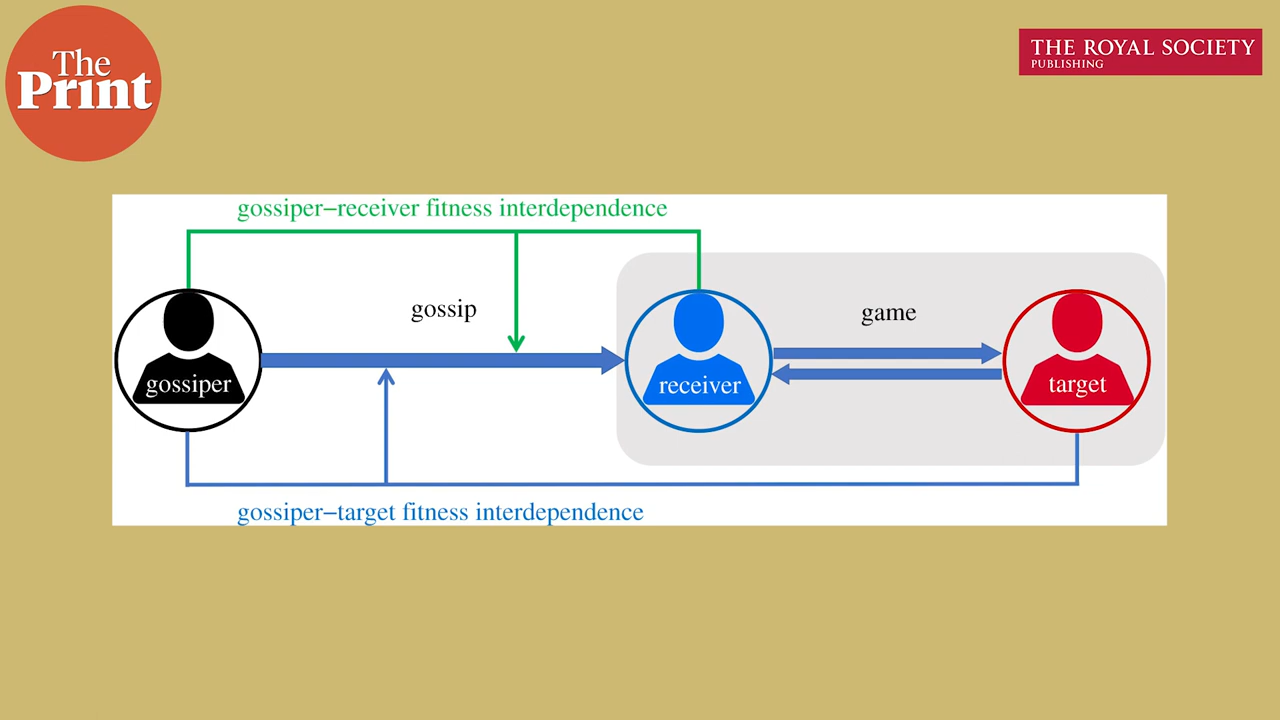 The
Print
THE ROYAL SOCIETY
PUBLISHING
gossiper–receiver fitness interdependence
gossip
game
gossiper
receiver
target
gossiper–target fitness interdependence